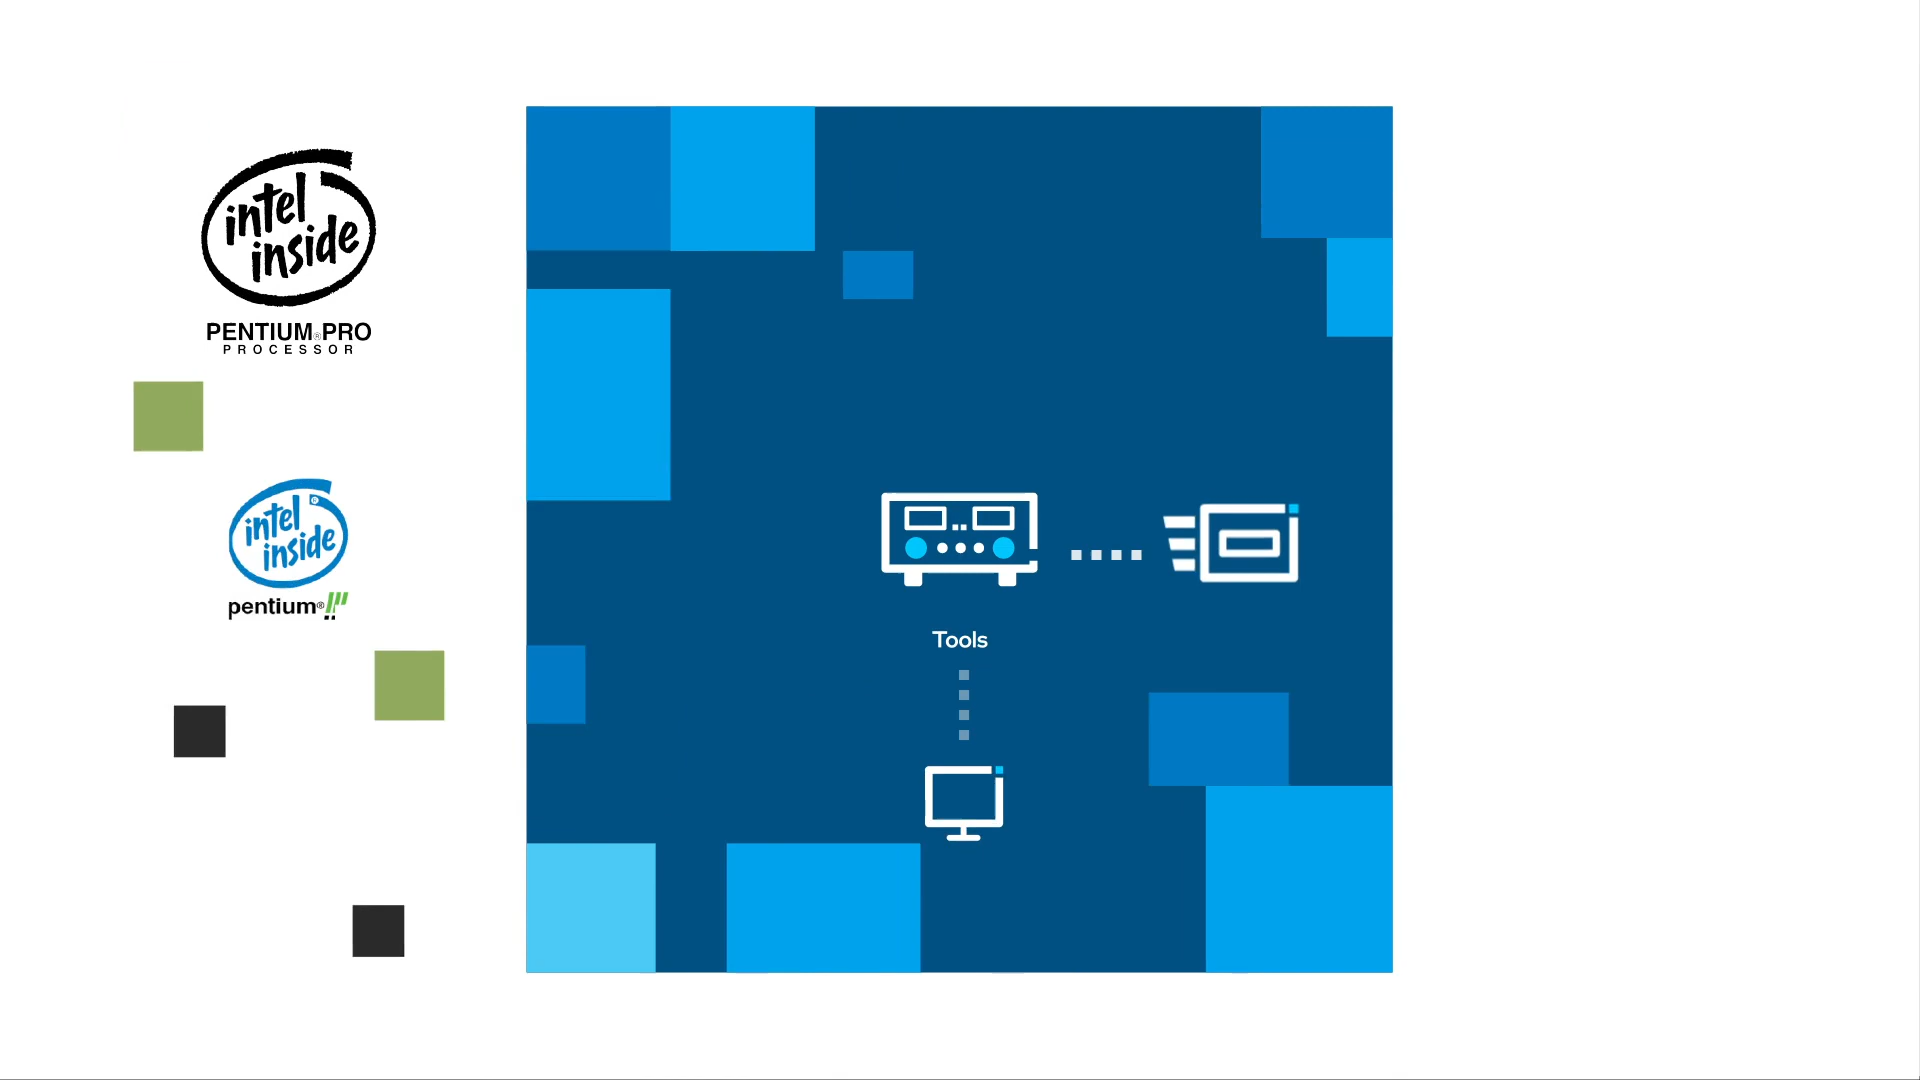 intel
inside
PENTIUM®PRO
PROCESSOR
intel®
inside
pentium®!!!
Tools